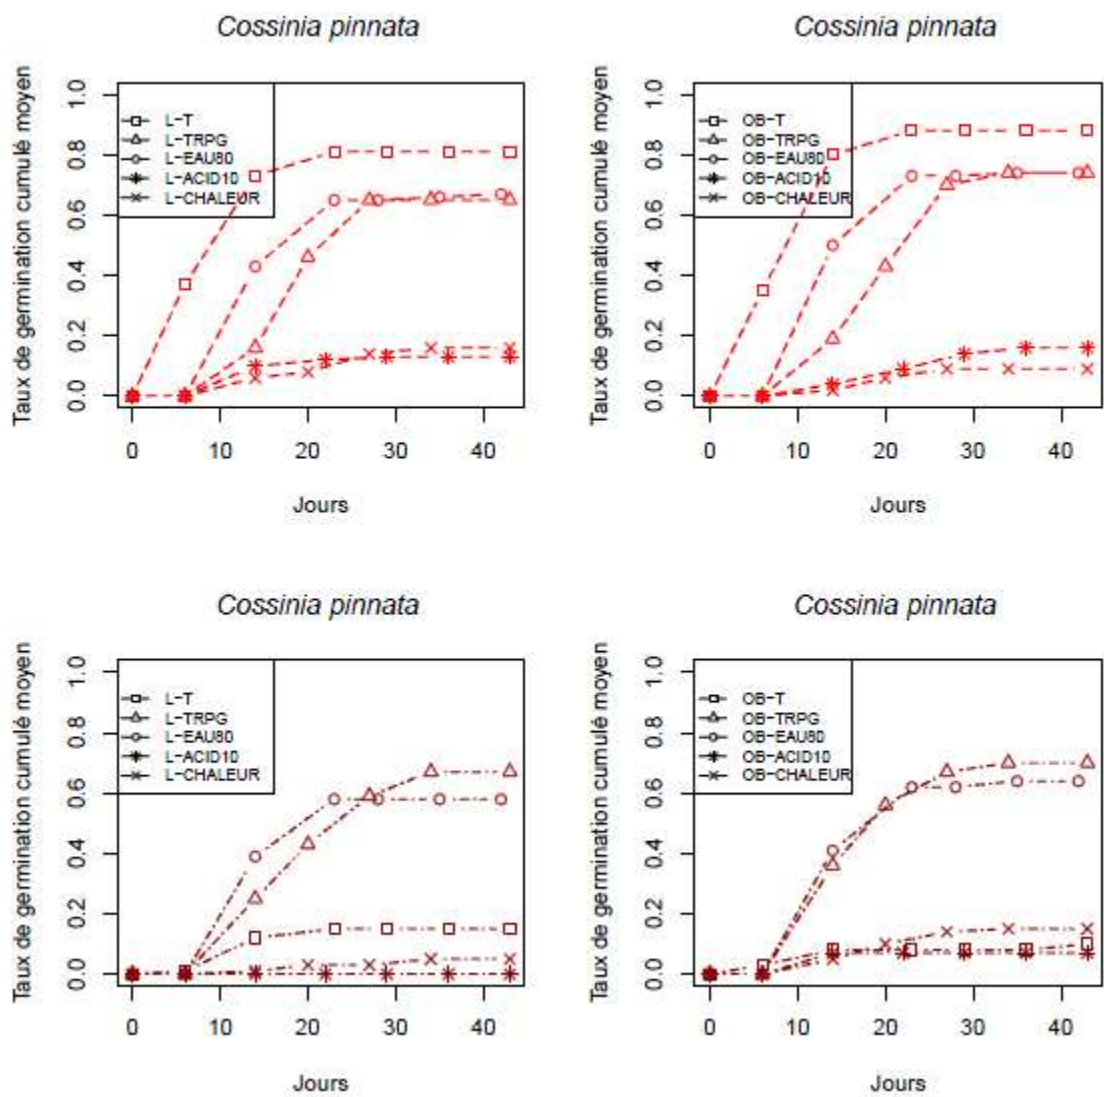 Cossinia pinnata
Taux de germination cumulé moyen
1.0
0.8
0.6
0.4
0.2
0.0
L-T
L-TRPG
L-EAU80
L-ACID10
L-CHALEUR
0 10 20 30 40
Jours
Cossinia pinnata
Taux de germination cumulé moyen
1.0
0.8
0.6
0.4
0.2
0.0
OB-T
OB-TRPG
OB-EAU80
OB-ACID10
OB-CHALEUR
0 10 20 30 40
Jours
Cossinia pinnata
Taux de germination cumulé moyen
1.0
0.8
0.6
0.4
0.2
0.0
L-T
L-TRPG
L-EAU80
L-ACID10
L-CHALEUR
0 10 20 30 40
Jours
Cossinia pinnata
Taux de germination cumulé moyen
1.0
0.8
0.6
0.4
0.2
0.0
OB-T
OB-TRPG
OB-EAU80
OB-ACID10
OB-CHALEUR
0 10 20 30 40
Jours